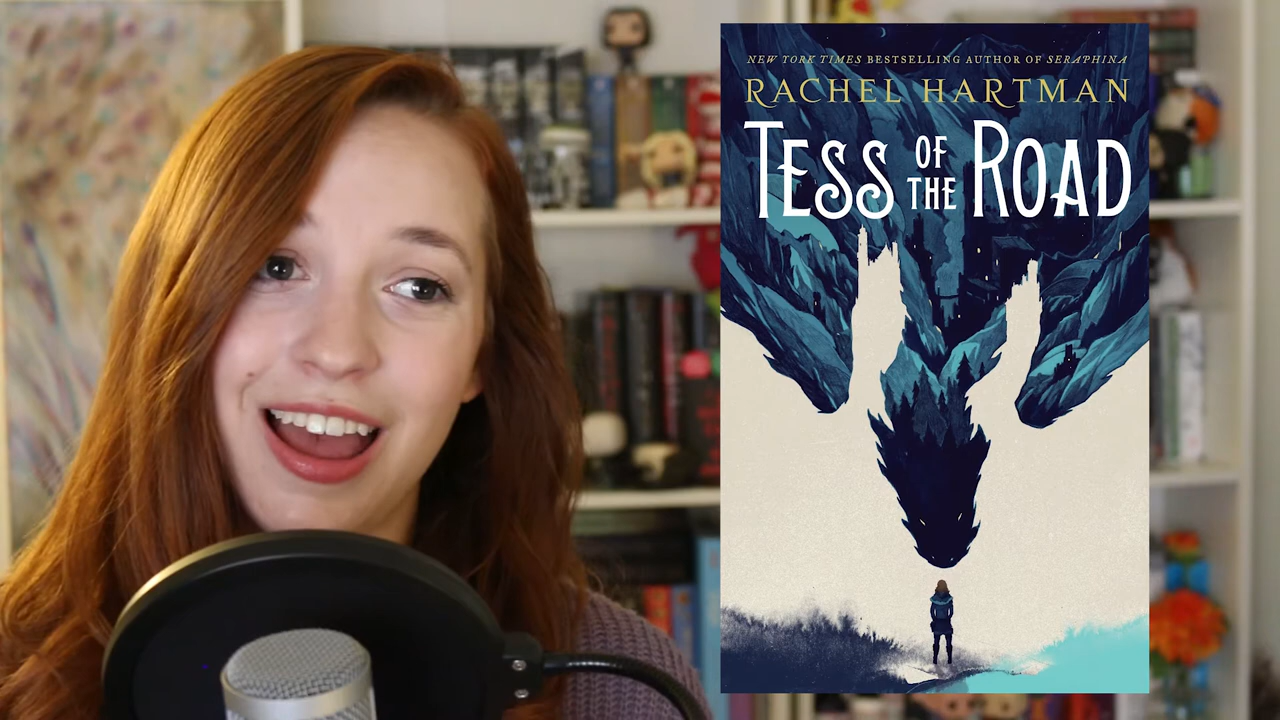 NEW YORK TIMES BESTSELLING AUTHOR OF SERAPHINA
RACHEL HARTMAN
TESS OF THE ROAD